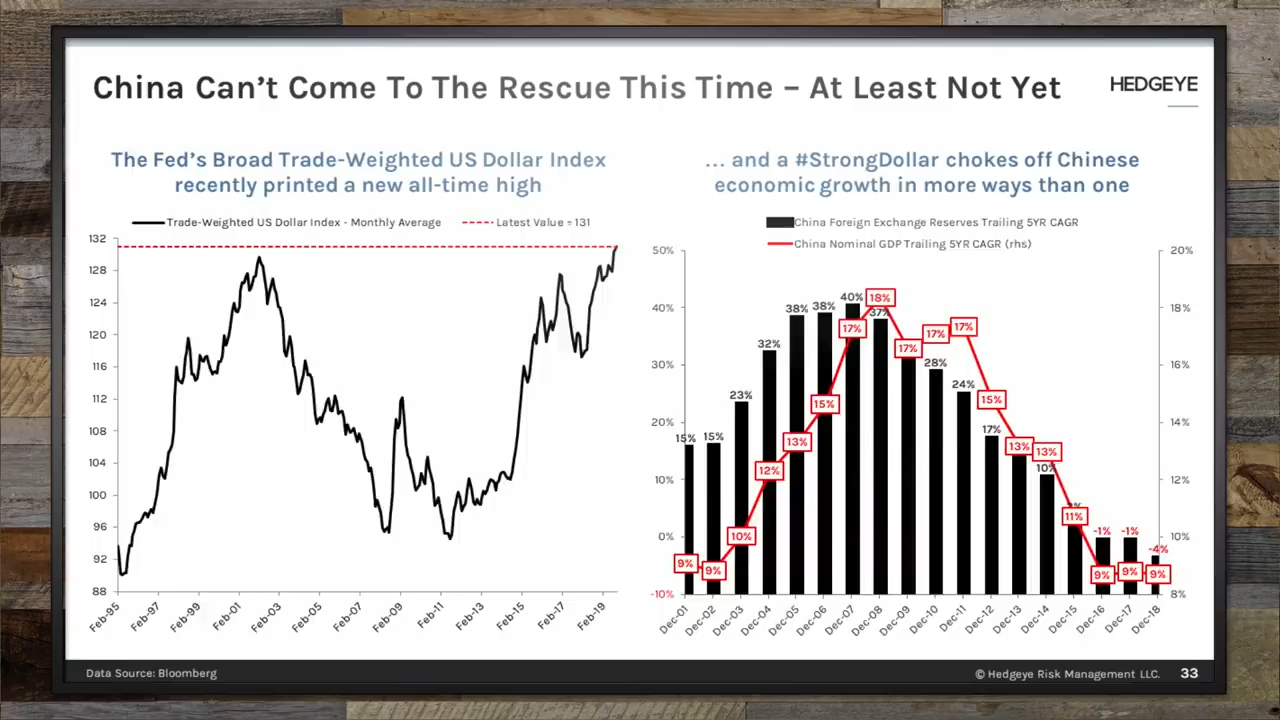 China Can't Come To The Rescue This Time – At Least Not Yet
HEDGEYE
The Fed's Broad Trade-Weighted US Dollar Index
recently printed a new all-time high
Trade-Weighted US Dollar Index - Monthly Average
Latest Value = 131
132
128
124
120
116
112
108
104
100
96
92
88
Feb-95
Feb-97
Feb-99
Feb-01
Feb-03
Feb-05
Feb-07
Feb-09
Feb-11
Feb-13
Feb-15
Feb-17
Feb-19
… and a #StrongDollar chokes off Chinese
economic growth in more ways than one
China Foreign Exchange Reserves Trailing 5YR CAGR
China Nominal GDP Trailing 5YR CAGR (rhs)
50%
40%
30%
20%
10%
0%
-10%
15%
15%
23%
32%
38%
38%
40%
37%
28%
24%
17%
10%
-1%
-1%
-4%
9%
9%
10%
12%
13%
15%
17%
18%
17%
17%
17%
15%
13%
13%
11%
9%
9%
9%
20%
18%
16%
14%
12%
10%
8%
Dec-01
Dec-02
Dec-03
Dec-04
Dec-05
Dec-06
Dec-07
Dec-08
Dec-09
Dec-10
Dec-11
Dec-12
Dec-13
Dec-14
Dec-15
Dec-16
Dec-17
Dec-18
Data Source: Bloomberg
© Hedgeye Risk Management LLC.
33